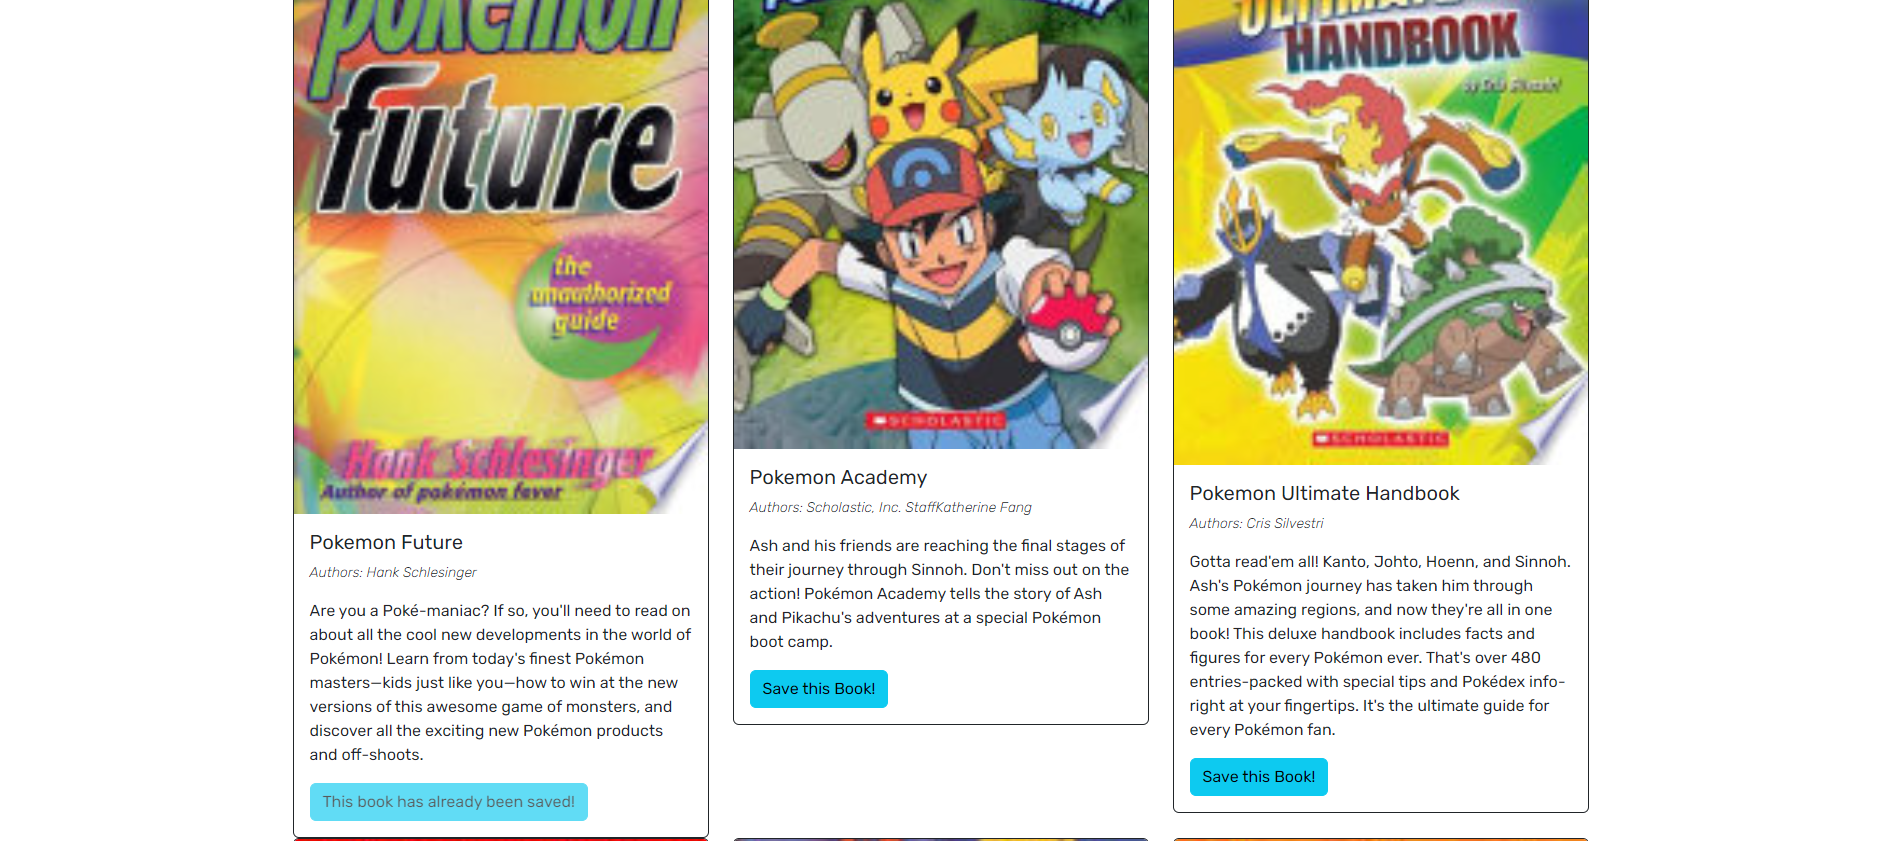 pokémon
future
the
unauthorized
guide
Hank Schlesinger
Author of pokémon fever
Pokemon Future
Authors: Hank Schlesinger
Are you a Poké-maniac? If so, you'll need to read on
about all the cool new developments in the world of
Pokémon! Learn from today's finest Pokémon
masters—kids just like you—how to win at the new
versions of this awesome game of monsters, and
discover all the exciting new Pokémon products
and off-shoots.
This book has already been saved!
SCHOLASTIC
Pokemon Academy
Authors: Scholastic, Inc. StaffKatherine Fang
Ash and his friends are reaching the final stages of
their journey through Sinnoh. Don't miss out on the
action! Pokémon Academy tells the story of Ash
and Pikachu's adventures at a special Pokémon
boot camp.
Save this Book!
ULTIMATE
HANDBOOK
by Cris Silvestri
SCHOLASTIC
Pokemon Ultimate Handbook
Authors: Cris Silvestri
Gotta read'em all! Kanto, Johto, Hoenn, and Sinnoh.
Ash's Pokémon journey has taken him through
some amazing regions, and now they're all in one
book! This deluxe handbook includes facts and
figures for every Pokémon ever. That's over 480
entries-packed with special tips and Pokédex info-
right at your fingertips. It's the ultimate guide for
every Pokémon fan.
Save this Book!